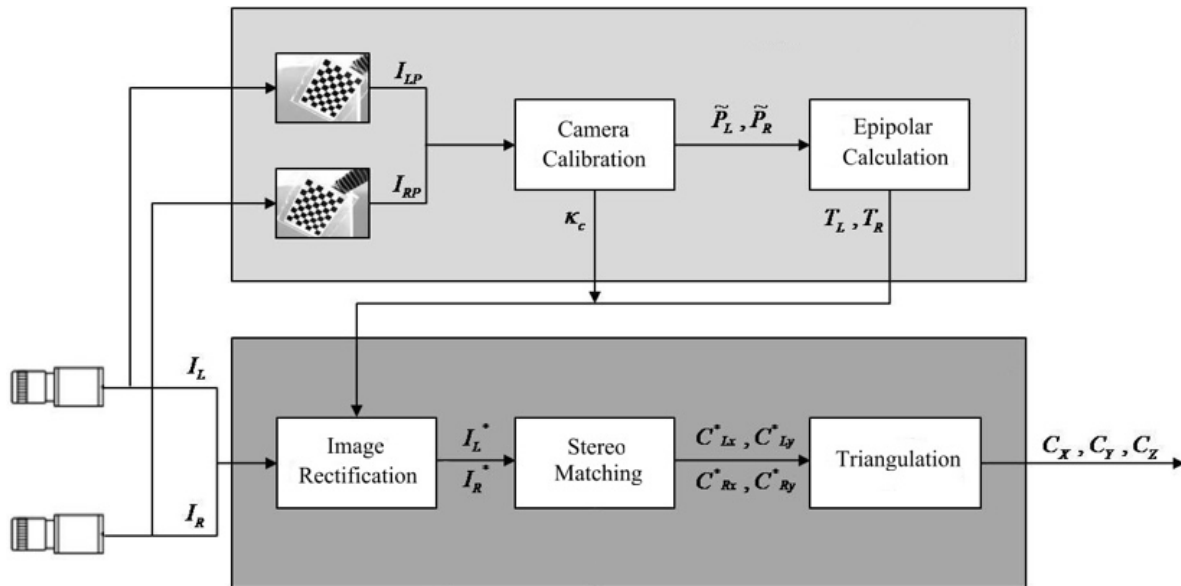 I_LP
I_RP
Camera
Calibration
P̃_L , P̃_R
Epipolar
Calculation
κ_c
T_L , T_R
I_L
I_R
Image
Rectification
I_L*
I_R*
Stereo
Matching
C*_Lx , C*_Ly
C*_Rx , C*_Ry
Triangulation
C_X , C_Y , C_Z